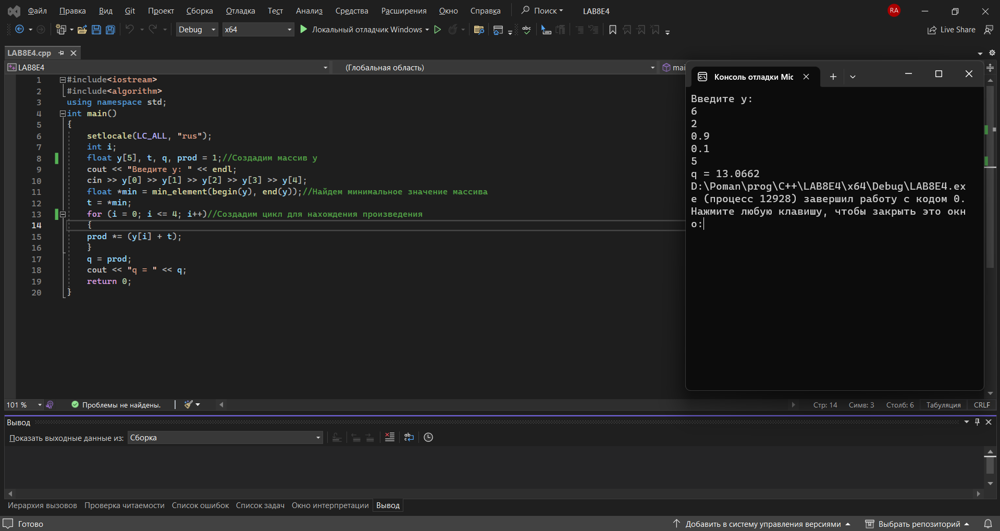 Файл Правка Вид Git Проект Сборка Отладка Тест Анализ Средства Расширения Окно Справка Поиск LAB8E4 RA
Debug x64 Локальный отладчик Windows Live Share
LAB8E4.cpp
LAB8E4 (Глобальная область) mai
1 #include<iostream>
2 #include<algorithm>
3 using namespace std;
4 int main()
5 {
6 setlocale(LC_ALL, "rus");
7 int i;
8 float y[5], t, q, prod = 1;//Создадим массив y
9 cout << "Введите y: " << endl;
10 cin >> y[0] >> y[1] >> y[2] >> y[3] >> y[4];
11 float *min = min_element(begin(y), end(y));//Найдем минимальное значение массива
12 t = *min;
13 for (i = 0; i <= 4; i++)//Создадим цикл для нахождения произведения
14 {
15 prod *= (y[i] + t);
16 }
17 q = prod;
18 cout << "q = " << q;
19 return 0;
20 }
Консоль отладки Mic
Введите y:
6
2
0.9
0.1
5
q = 13.0662
D:\Poman\prog\C++\LAB8E4\x64\Debug\LAB8E4.ex
e (процесс 12928) завершил работу с кодом 0.
Нажмите любую клавишу, чтобы закрыть это окн
о:
101 % Проблемы не найдены. Стр: 14 Симв: 3 Столб: 6 Табуляция CRLF
Вывод
Показать выходные данные из: Сборка
Иерархия вызовов Проверка читаемости Список ошибок Список задач Окно интерпретации Вывод
Готово Добавить в систему управления версиями Выбрать репозиторий